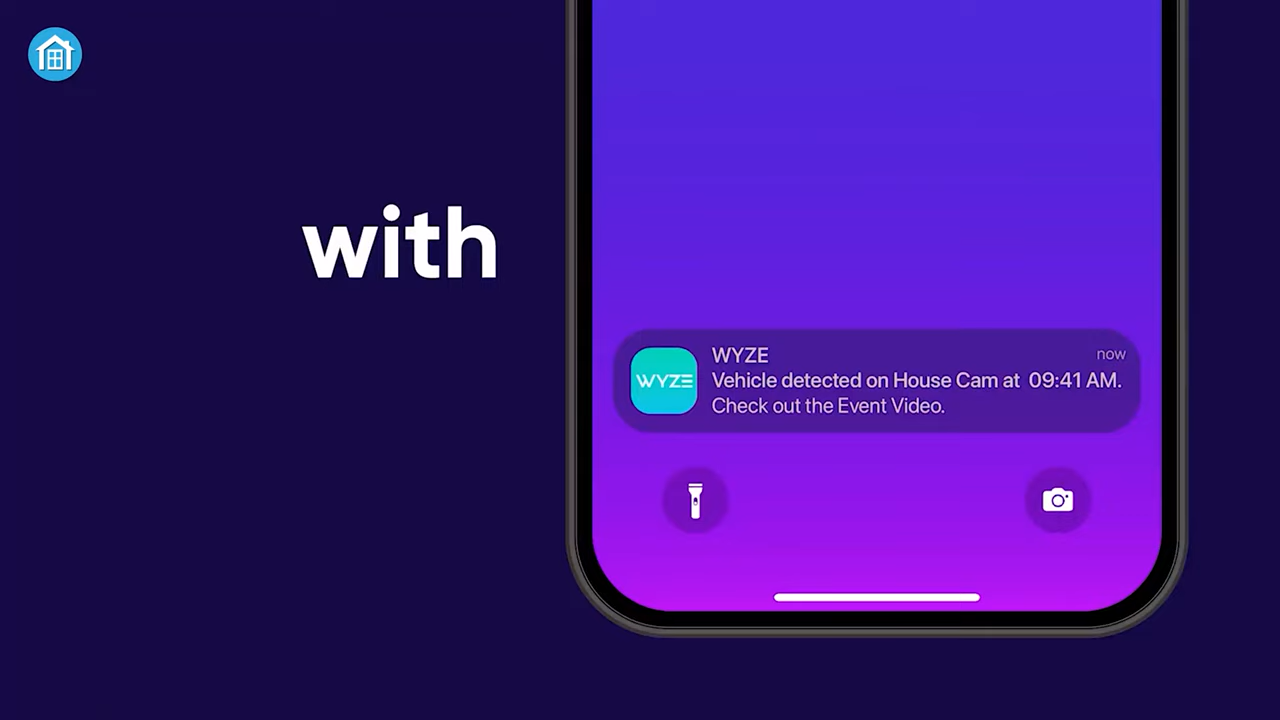 with
WYZE
now
WYZE
Vehicle detected on House Cam at 09:41 AM.
Check out the Event Video.